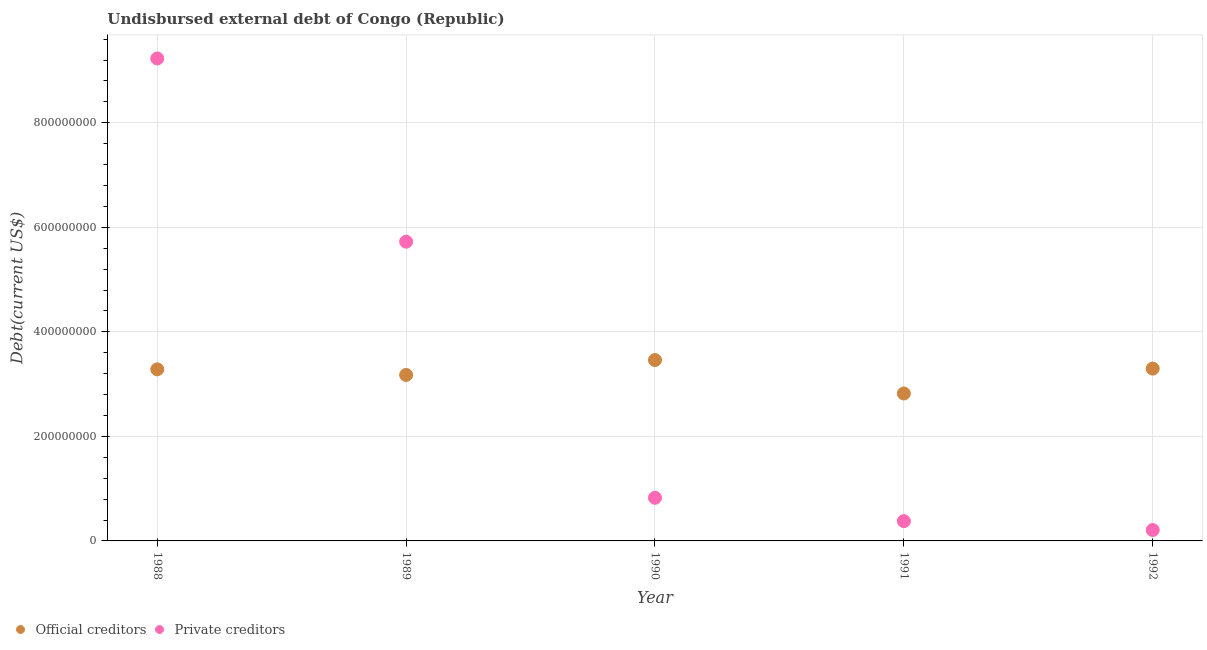 Undisbursed external debt of Congo (Republic)
Debt(current US$)
800000000
600000000
400000000
200000000
0
1988
1989
1990
1991
1992
Year
Official creditors
Private creditors